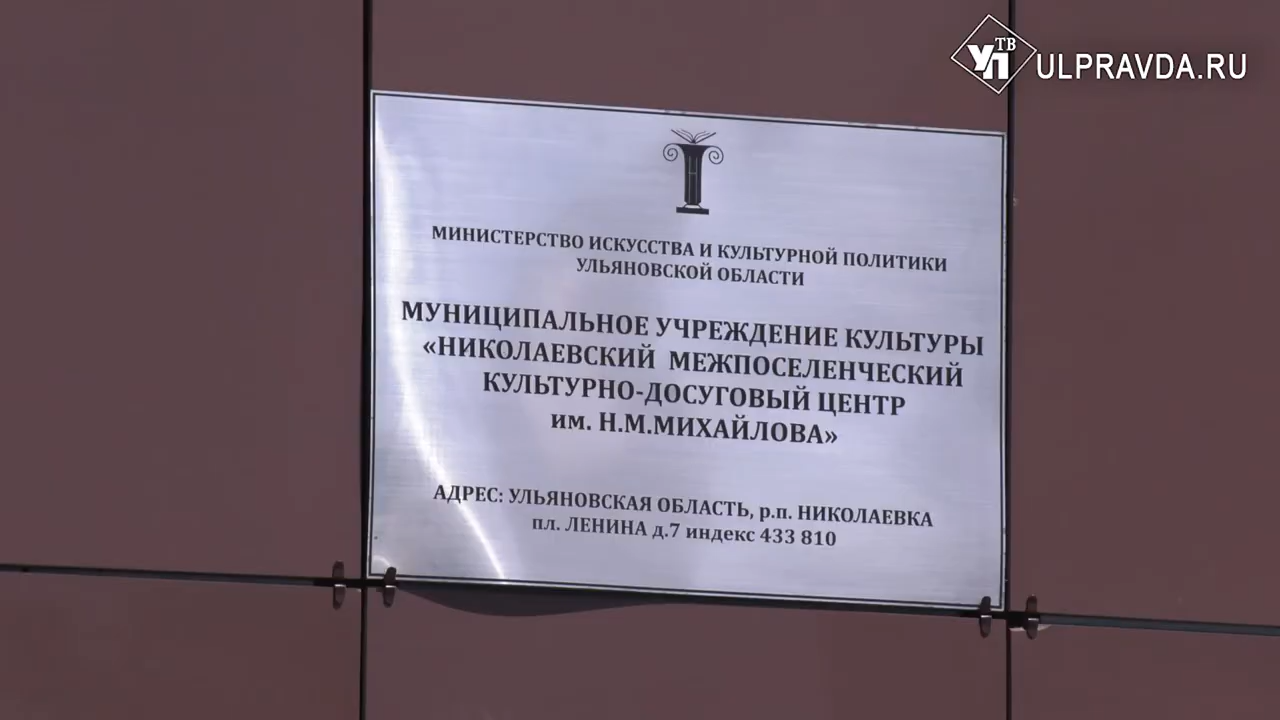 УП ТВ ULPRAVDA.RU
МИНИСТЕРСТВО ИСКУССТВА И КУЛЬТУРНОЙ ПОЛИТИКИ
УЛЬЯНОВСКОЙ ОБЛАСТИ
МУНИЦИПАЛЬНОЕ УЧРЕЖДЕНИЕ КУЛЬТУРЫ
«НИКОЛАЕВСКИЙ МЕЖПОСЕЛЕНЧЕСКИЙ
КУЛЬТУРНО-ДОСУГОВЫЙ ЦЕНТР
им. Н.М.МИХАЙЛОВА»
АДРЕС: УЛЬЯНОВСКАЯ ОБЛАСТЬ, р.п. НИКОЛАЕВКА
пл. ЛЕНИНА д.7 индекс 433 810